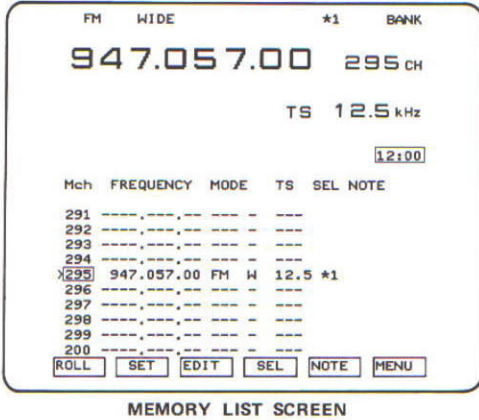 FM WIDE *1 BANK
947.057.00 295 CH
TS 12.5 kHz
12:00
Mch FREQUENCY MODE TS SEL NOTE
291 ----.---.-- --- - ---
292 ----.---.-- --- - ---
293 ----.---.-- --- - ---
294 ----.---.-- --- - ---
›295 947.057.00 FM W 12.5 *1
296 ----.---.-- --- - ---
297 ----.---.-- --- - ---
298 ----.---.-- --- - ---
299 ----.---.-- --- - ---
200 ----.---.-- --- - ---
ROLL SET EDIT SEL NOTE MENU
MEMORY LIST SCREEN